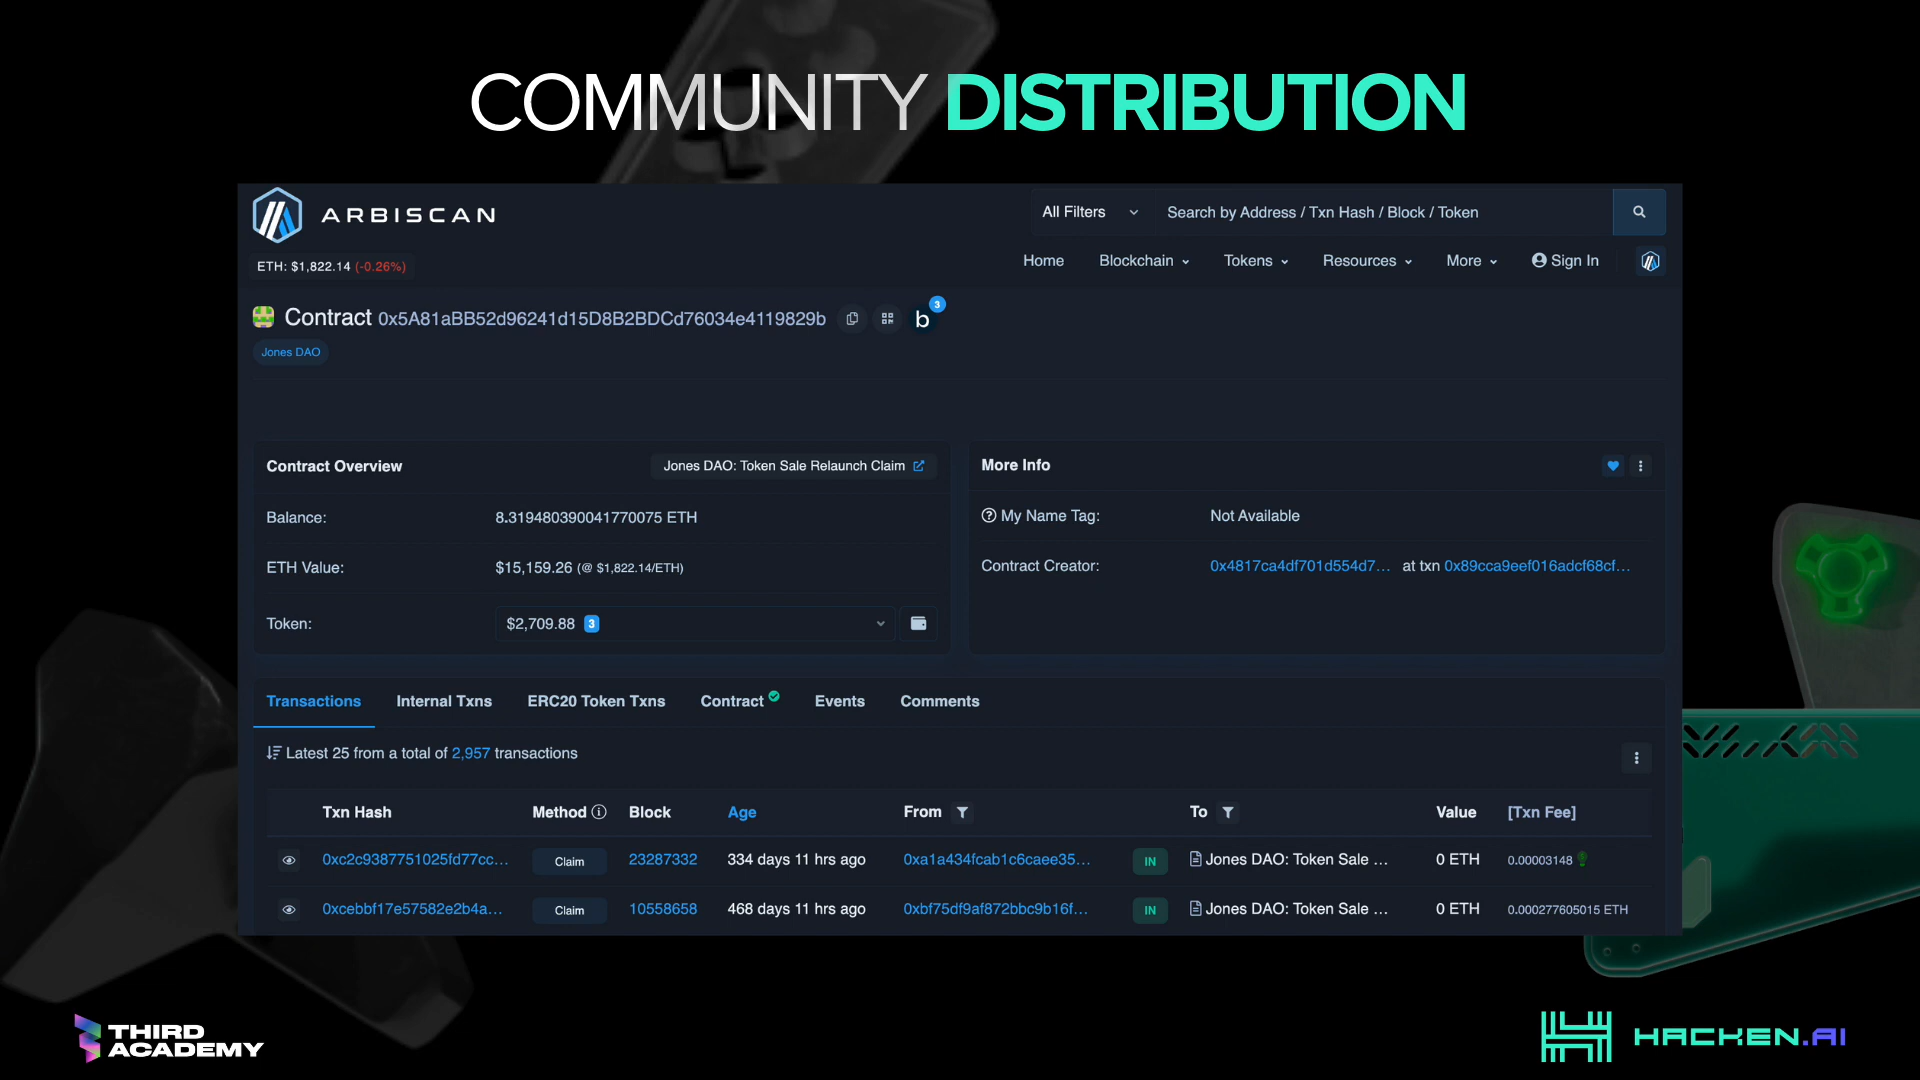 COMMUNITY DISTRIBUTION
ARBISCAN
All Filters
Search by Address / Txn Hash / Block / Token
ETH: $1,822.14 (-0.26%)
Home Blockchain Tokens Resources More Sign In
Contract 0x5A81aBB52d96241d15D8B2BDCd76034e4119829b b 3
Jones DAO
Contract Overview
Jones DAO: Token Sale Relaunch Claim
Balance: 8.319480390041770075 ETH
ETH Value: $15,159.26 (@ $1,822.14/ETH)
Token: $2,709.88 3
More Info
My Name Tag: Not Available
Contract Creator: 0x4817ca4df701d554d7... at txn 0x89cca9eef016adcf68cf...
Transactions Internal Txns ERC20 Token Txns Contract Events Comments
Latest 25 from a total of 2,957 transactions
Txn Hash Method Block Age From To Value [Txn Fee]
0xc2c9387751025fd77cc... Claim 23287332 334 days 11 hrs ago 0xa1a434fcab1c6caee35... IN Jones DAO: Token Sale ... 0 ETH 0.00003148
0xcebbf17e57582e2b4a... Claim 10558658 468 days 11 hrs ago 0xbf75df9af872bbc9b16f... IN Jones DAO: Token Sale ... 0 ETH 0.000277605015 ETH
THIRD
ACADEMY
HACKEN.AI